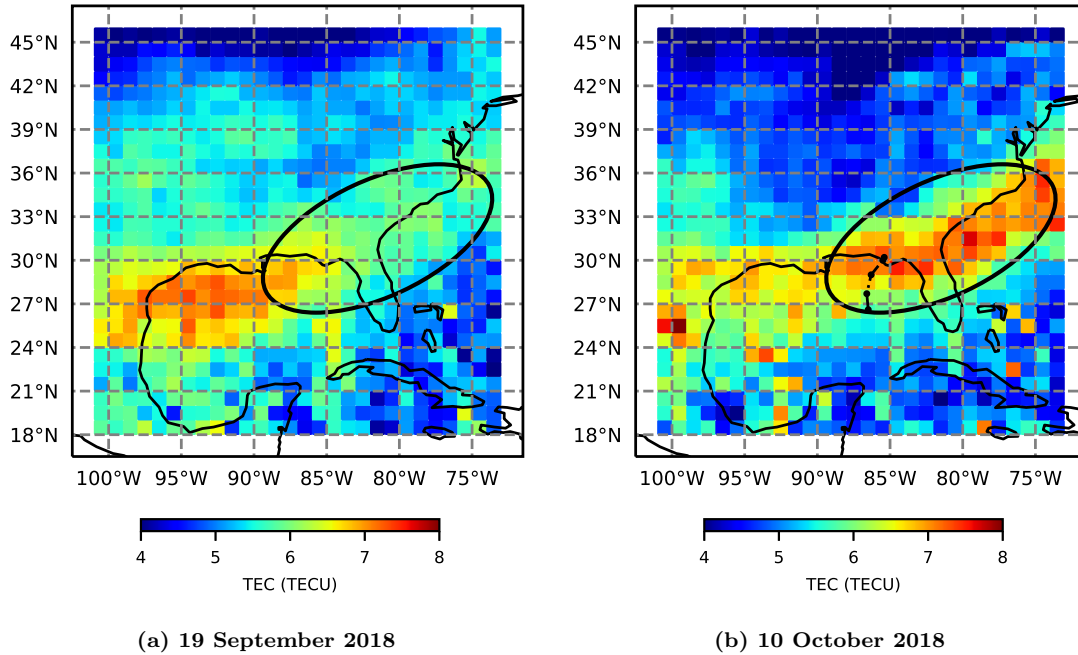 45°N
42°N
39°N
36°N
33°N
30°N
27°N
24°N
21°N
18°N
100°W 95°W 90°W 85°W 80°W 75°W
4 5 6 7 8
TEC (TECU)
(a) 19 September 2018
45°N
42°N
39°N
36°N
33°N
30°N
27°N
24°N
21°N
18°N
100°W 95°W 90°W 85°W 80°W 75°W
4 5 6 7 8
TEC (TECU)
(b) 10 October 2018